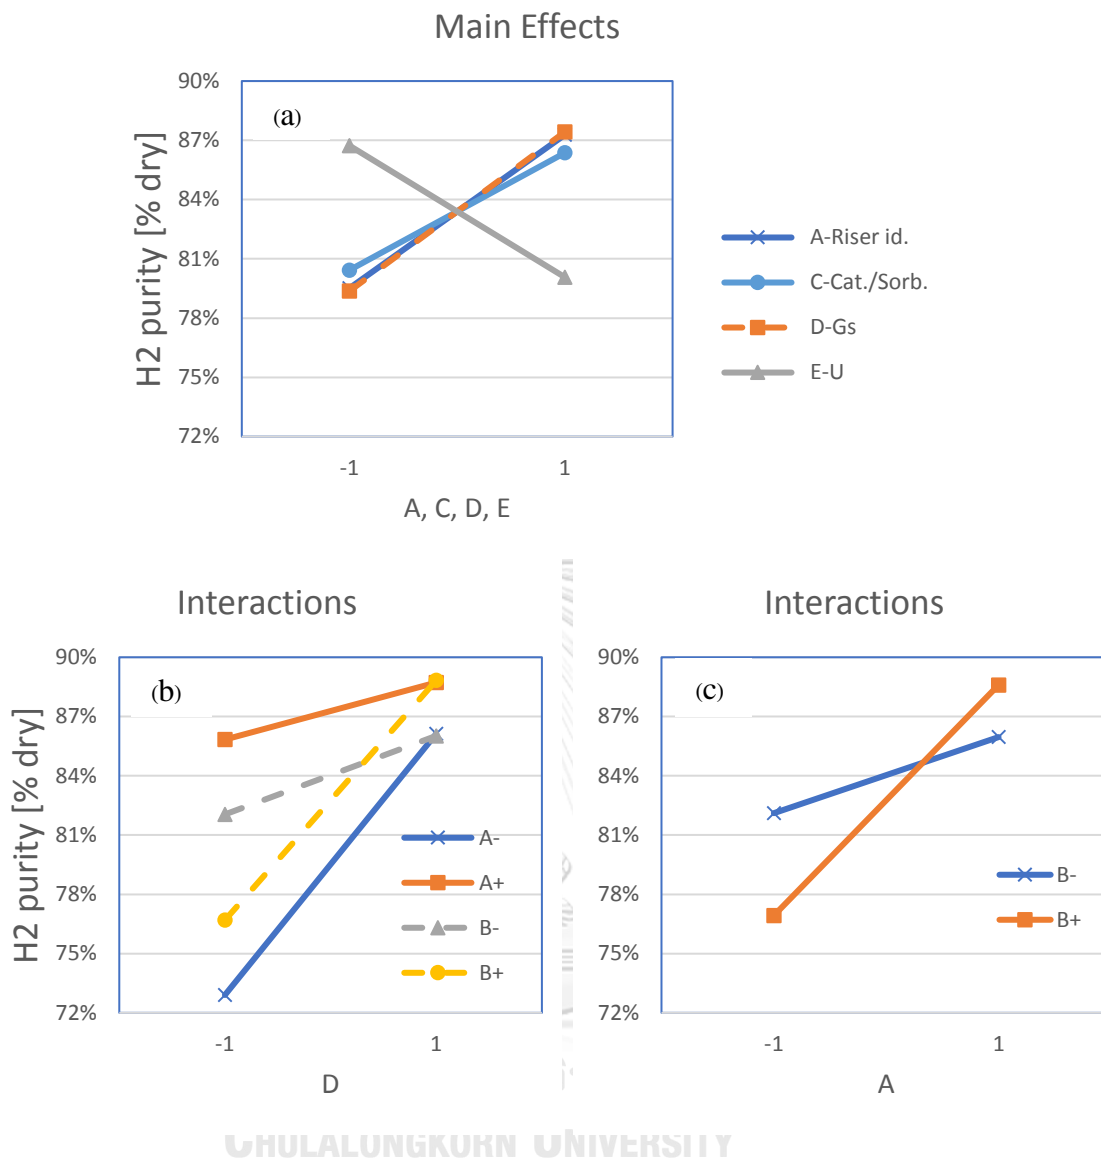 Main Effects
H2 purity [% dry]
90%
87%
84%
81%
78%
75%
72%
(a)
-1
1
A, C, D, E
A-Riser id.
C-Cat./Sorb.
D-Gs
E-U
Interactions
H2 purity [% dry]
90%
87%
84%
81%
78%
75%
72%
(b)
A-
A+
B-
B+
-1
1
D
Interactions
90%
87%
84%
81%
78%
75%
72%
(c)
B-
B+
-1
1
A
CHULALONGKORN UNIVERSITY